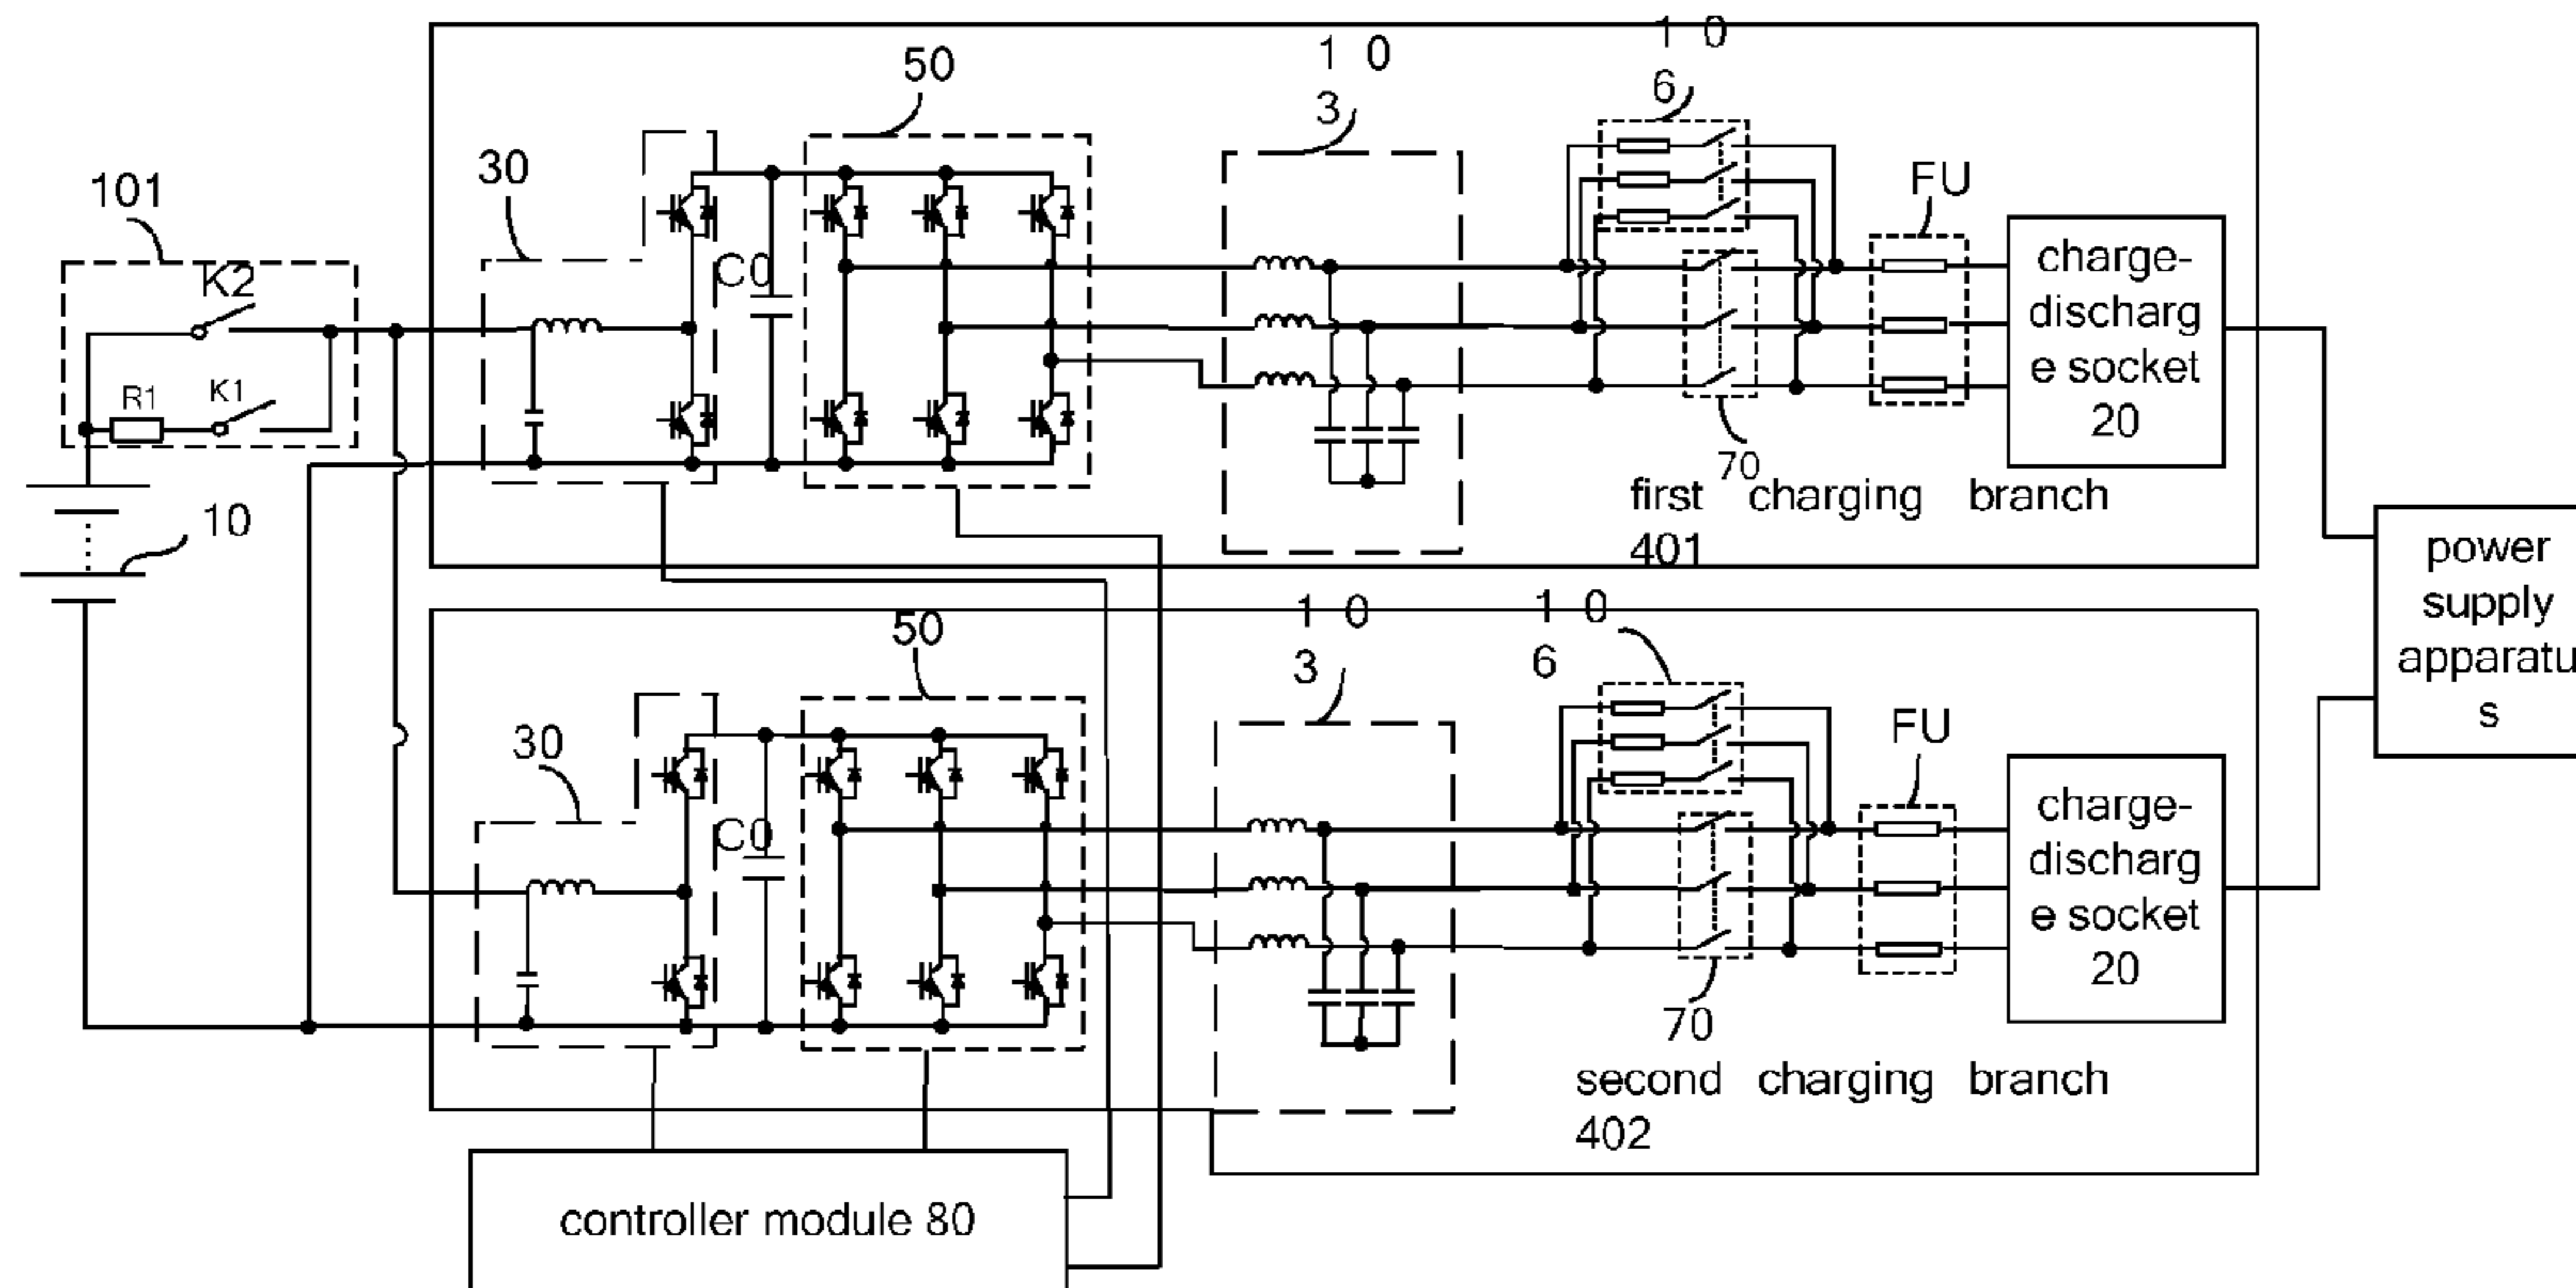 1 0
6
1 0
3
50
30
101
K2
C0
FU
R1
K1
charge-
discharg
e socket
20
70
first charging branch
401
10
power
supply
apparatu
s
1 0
3
1 0
6
50
30
C0
FU
charge-
discharg
e socket
20
70
second charging branch
402
controller module 80